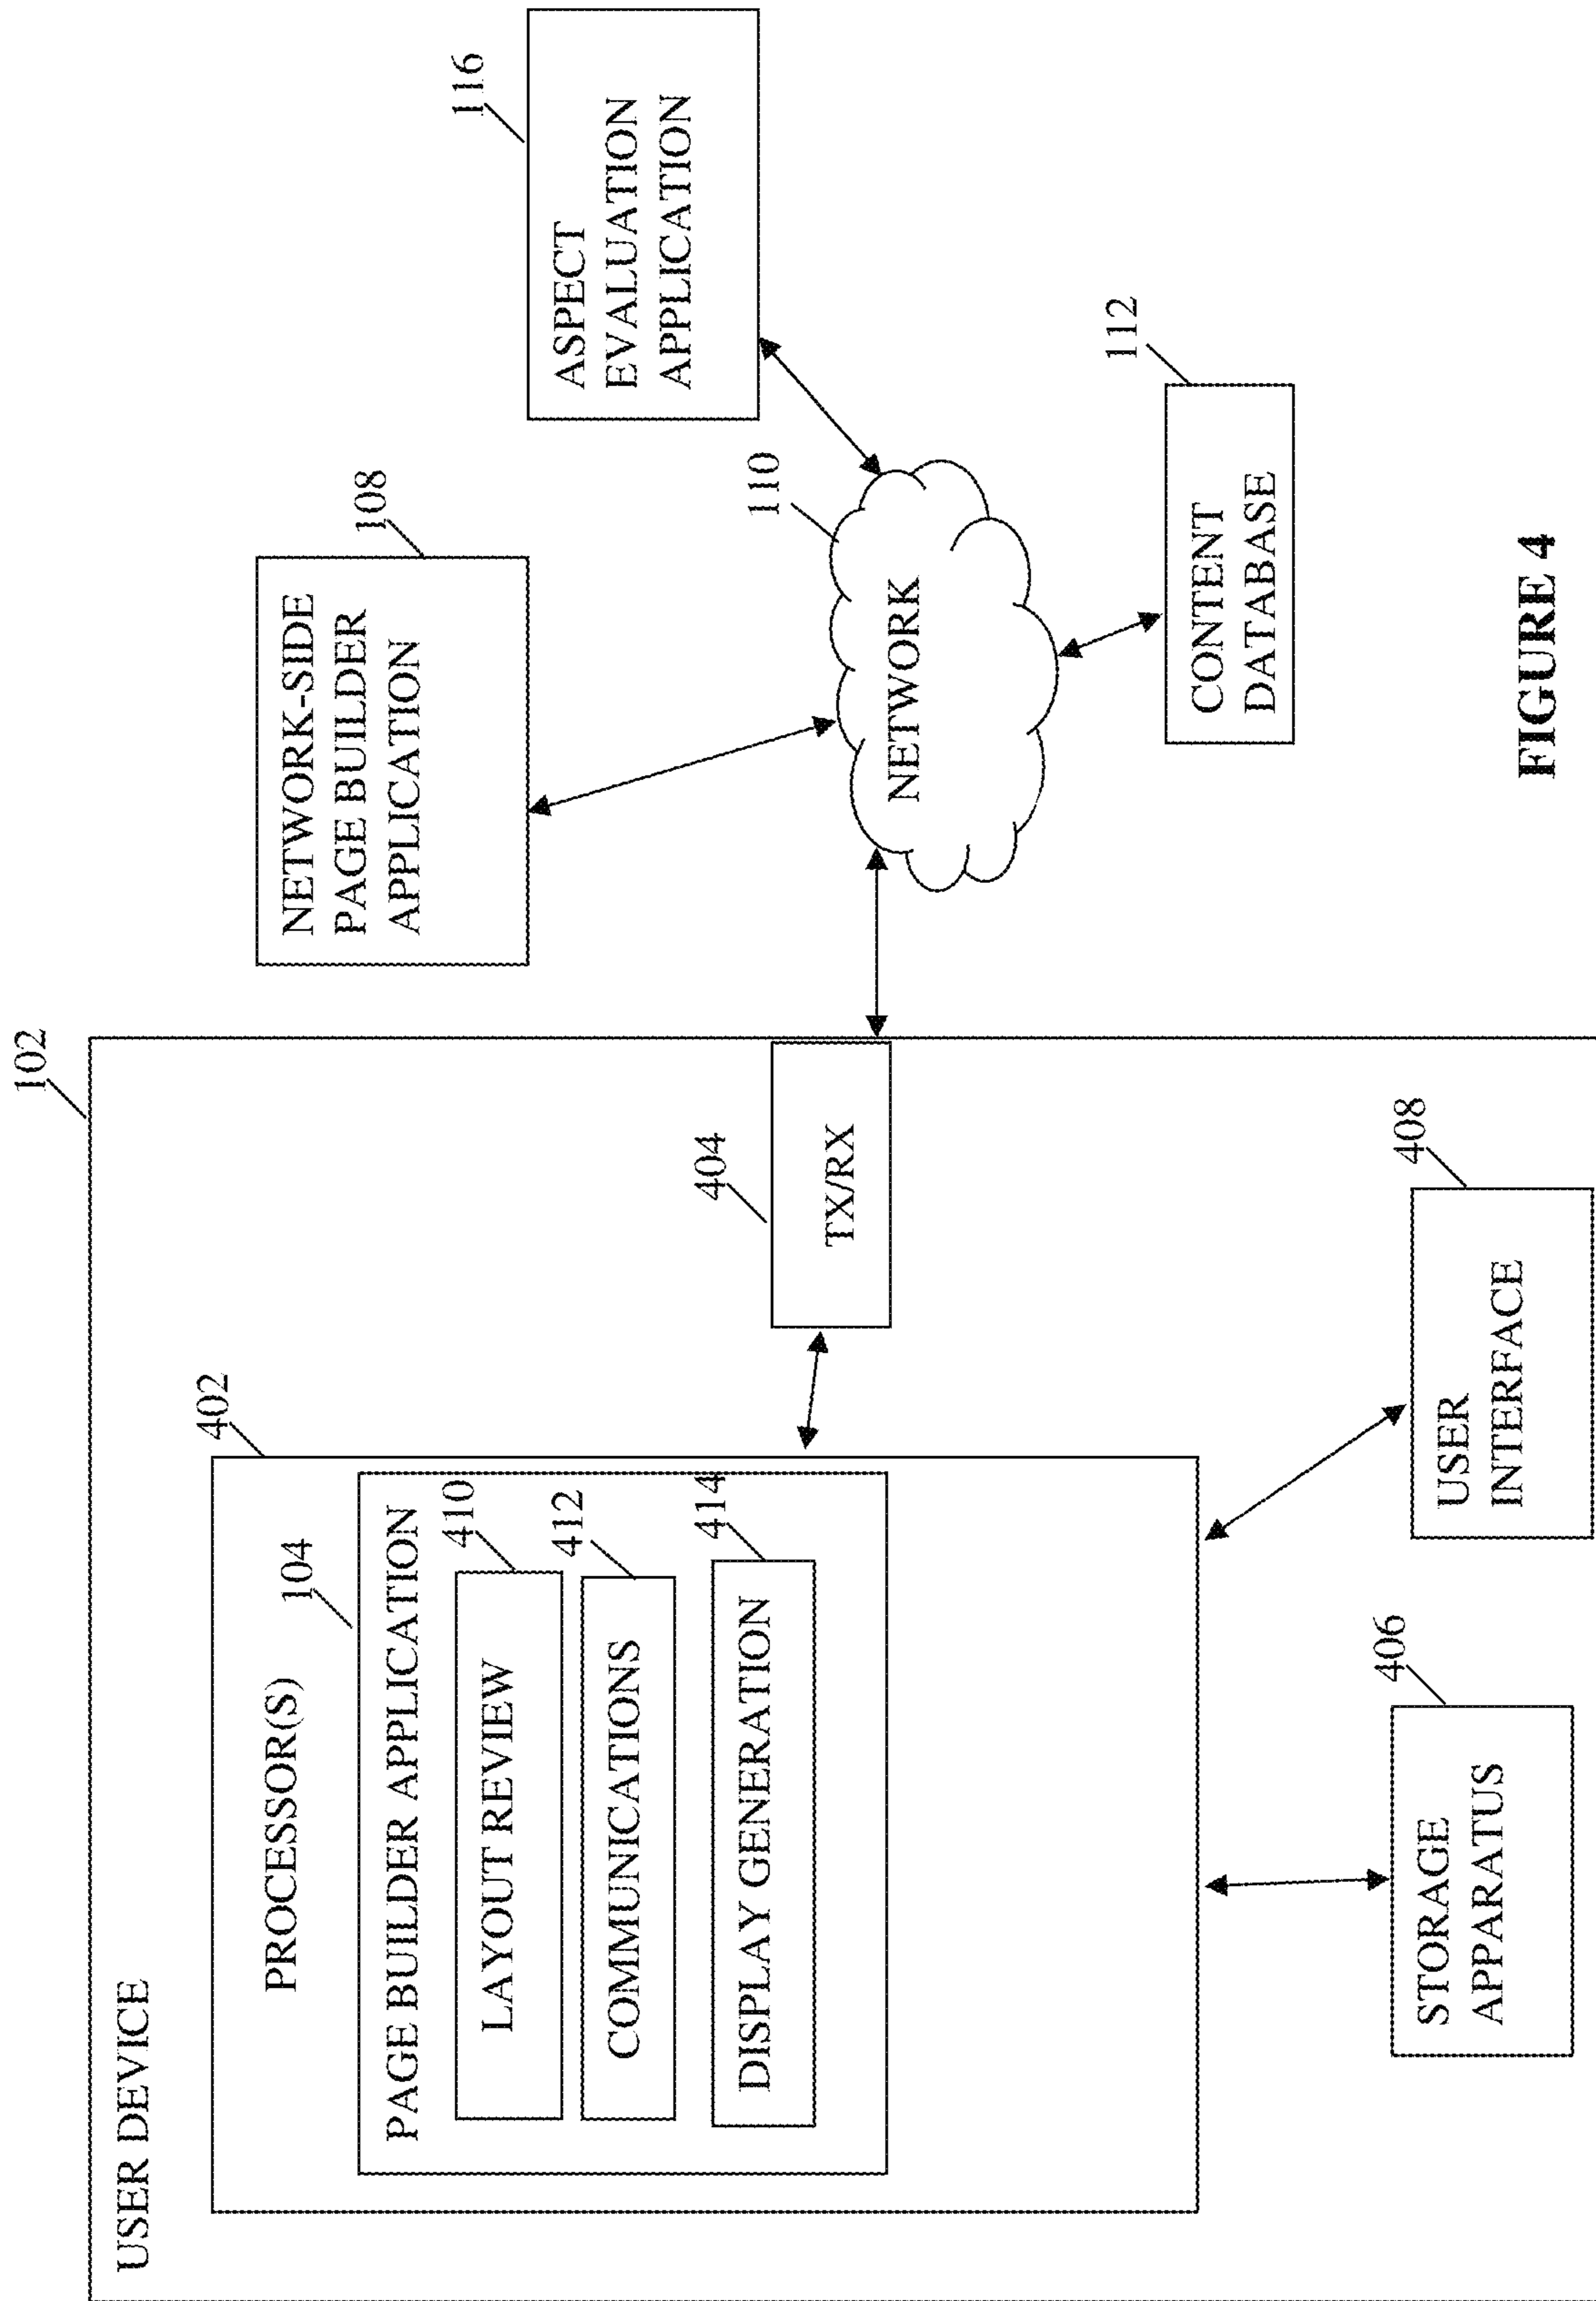 USER DEVICE
102
PROCESSOR(S)
402
104
PAGE BUILDER APPLICATION
LAYOUT REVIEW
410
COMMUNICATIONS
412
DISPLAY GENERATION
414
404
TX/RX
STORAGE
APPARATUS
406
USER
INTERFACE
408
NETWORK-SIDE
PAGE BUILDER
APPLICATION
108
NETWORK
110
ASPECT
EVALUATION
APPLICATION
116
CONTENT
DATABASE
112
FIGURE 4